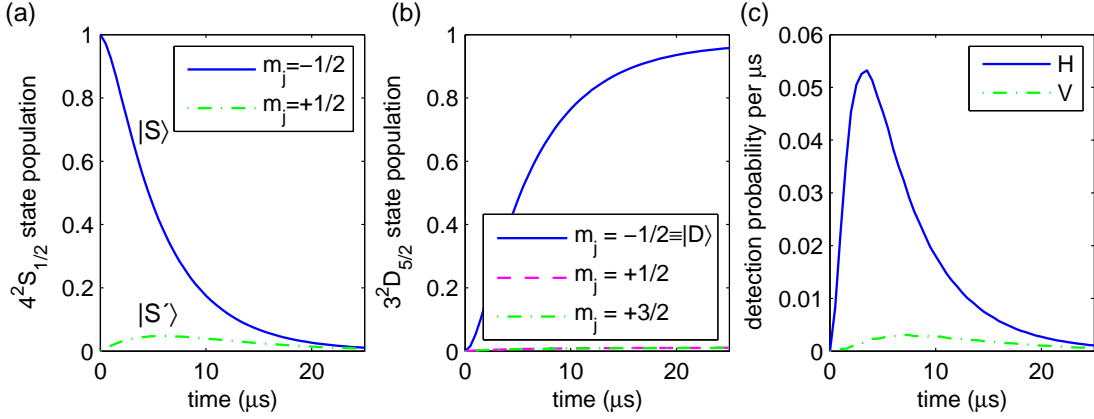 (a)
1
0.8
0.6
0.4
0.2
0
0
10
20
time (μs)
4²S₁/₂ state population
m_j=−1/2
m_j=+1/2
|S⟩
|S´⟩
(b)
1
0.8
0.6
0.4
0.2
0
0
10
20
time (μs)
3²D₅/₂ state population
m_j = −1/2≡|D⟩
m_j = +1/2
m_j = +3/2
(c)
0.06
0.05
0.04
0.03
0.02
0.01
0.00
0
10
20
time (μs)
detection probability per μs
H
V